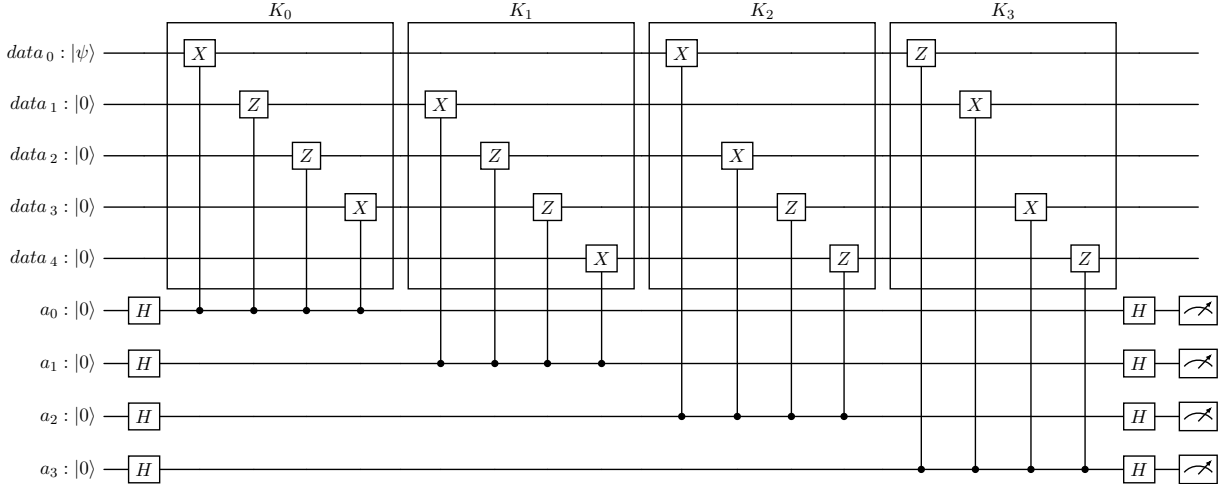 K₀ K₁ K₂ K₃
data₀ : |ψ⟩ X X Z
data₁ : |0⟩ Z X X
data₂ : |0⟩ Z Z X
data₃ : |0⟩ X Z Z X
data₄ : |0⟩ X Z Z
a₀ : |0⟩ H H
a₁ : |0⟩ H H
a₂ : |0⟩ H H
a₃ : |0⟩ H H